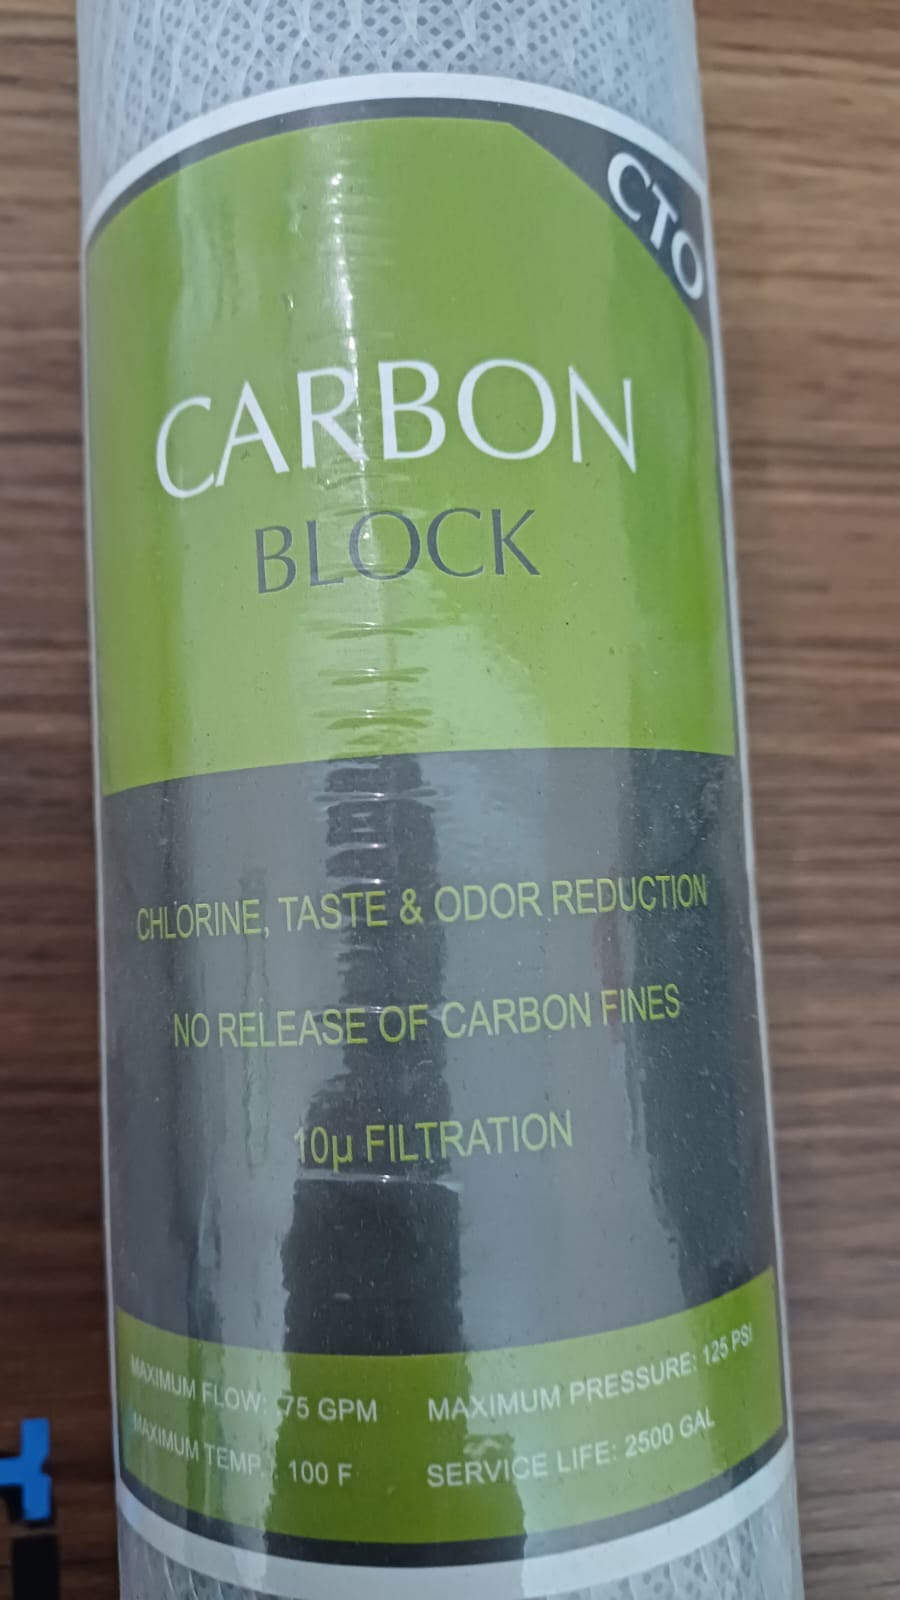 CTO
CARBON
BLOCK
CHLORINE, TASTE & ODOR REDUCTION
NO RELEASE OF CARBON FINES
10µ FILTRATION
MAXIMUM FLOW: .75 GPM
MAXIMUM PRESSURE: 125 PSI
MAXIMUM TEMP. : 100 F
SERVICE LIFE: 2500 GAL